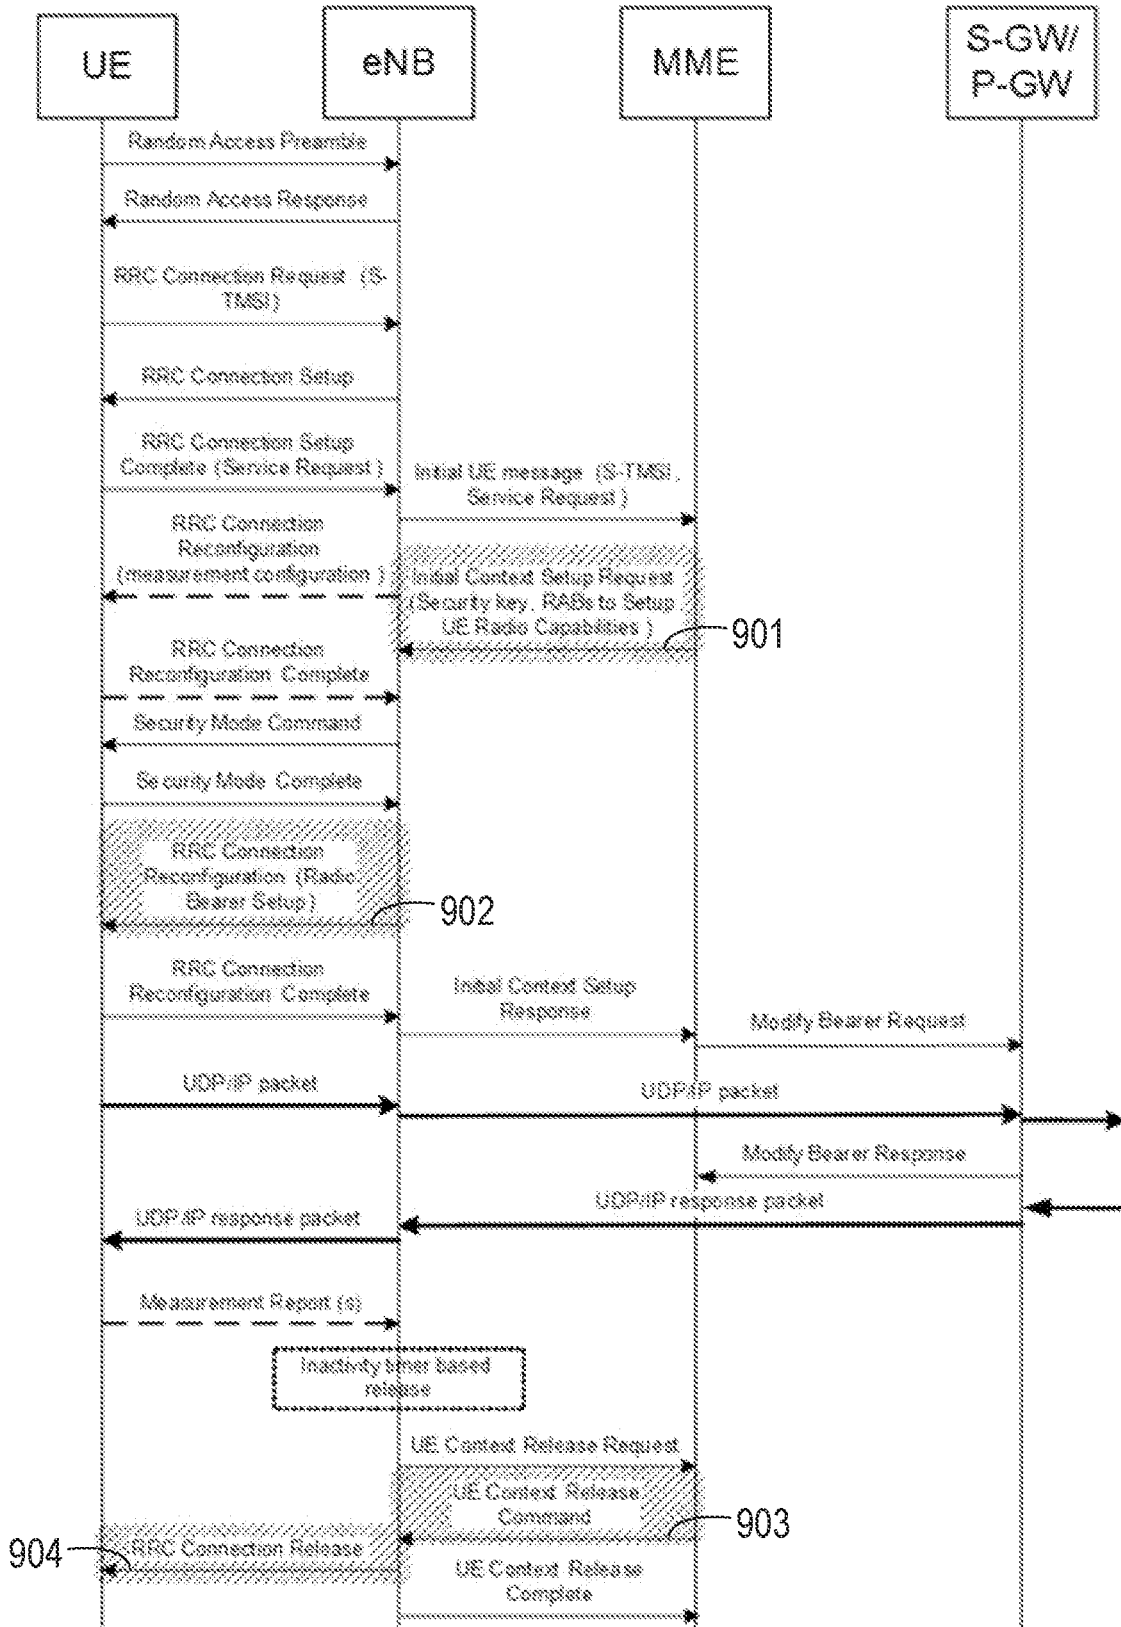 UE
eNB
MME
S-GW/
P-GW
Random Access Preamble
Random Access Response
RRC Connection Request (S-
TMSI)
RRC Connection Setup
RRC Connection Setup
Complete (Service Request)
Initial UE message (S-TMSI,
Service Request)
RRC Connection
Reconfiguration
(measurement configuration)
Initial Context Setup Request
(Security key, RABs to Setup
UE Radio Capabilities)
901
RRC Connection
Reconfiguration Complete
Security Mode Command
Security Mode Complete
RRC Connection
Reconfiguration (Radio
Bearer Setup)
902
RRC Connection
Reconfiguration Complete
Initial Context Setup
Response
Modify Bearer Request
UDP/IP packet
UDP/IP packet
Modify Bearer Response
UDP/IP response packet
UDP/IP response packet
Measurement Report (s)
Inactivity timer based
release
UE Context Release Request
UE Context Release
Command
903
904
RRC Connection Release
UE Context Release
Complete